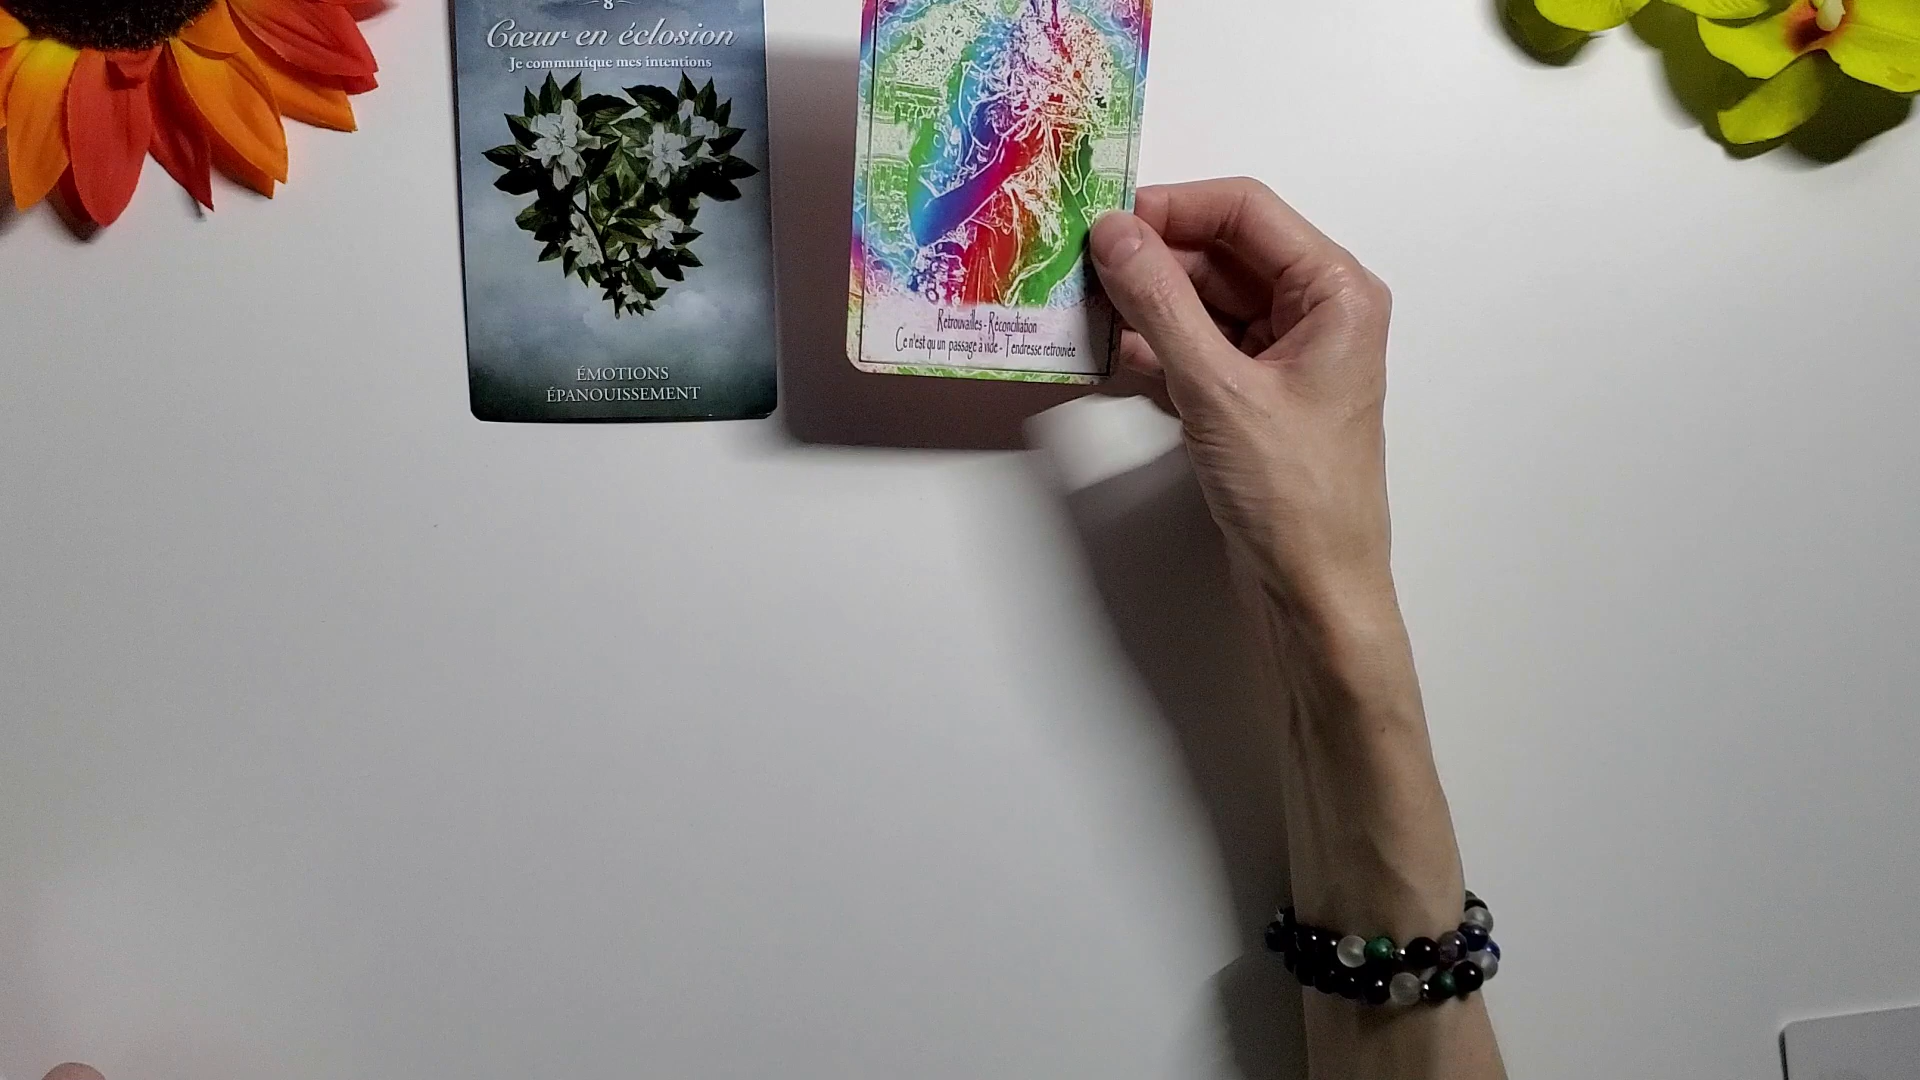 8
Cœur en éclosion
Je communique mes intentions
ÉMOTIONS
ÉPANOUISSEMENT
Retrouvailles - Réconciliation
Ce n'est qu'un passage à vide - Tendresse retrouvée